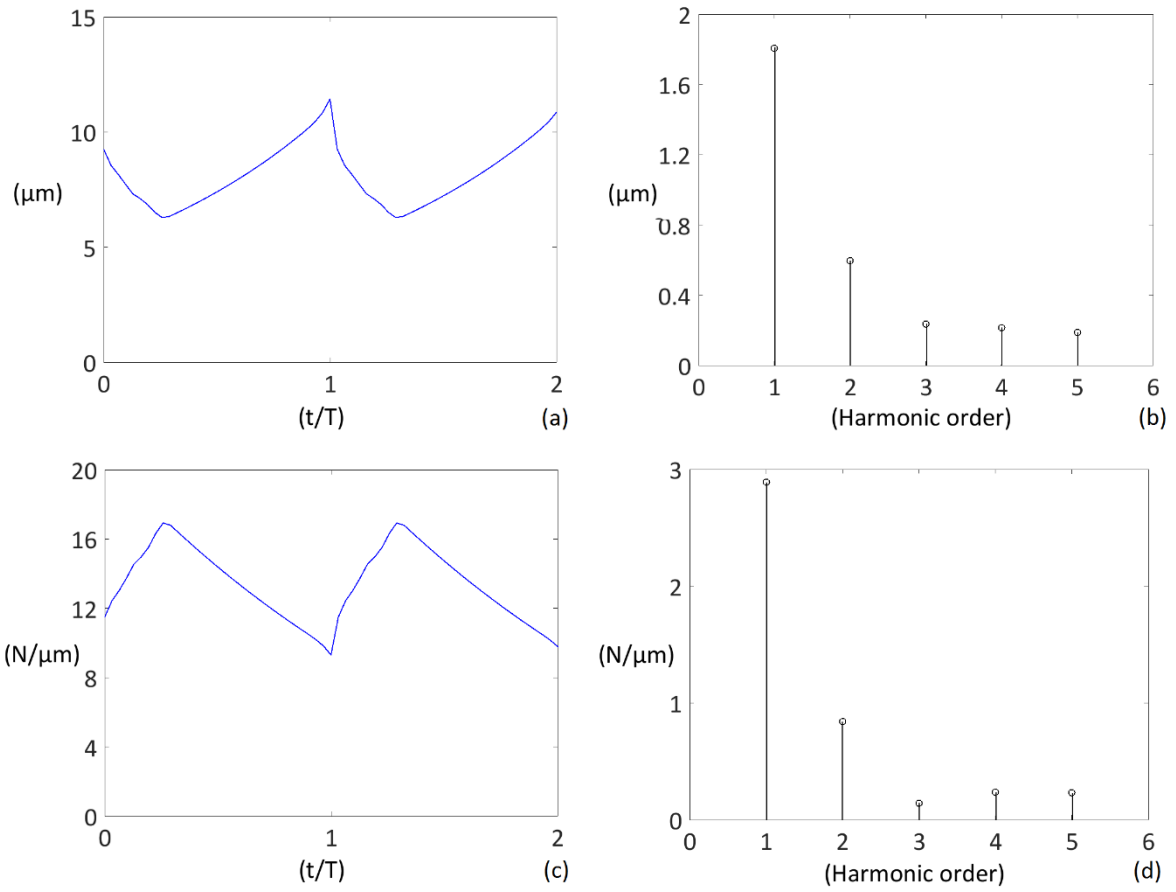 15
10
(μm)
5
0
0 1 2
(t/T) (a)
2
1.6
1.2
(μm)
0.8
0.4
0
0 1 2 3 4 5 6
(Harmonic order) (b)
20
16
12
(N/μm)
8
4
0
0 1 2
(t/T) (c)
3
2
(N/μm)
1
0
0 1 2 3 4 5 6
(Harmonic order) (d)